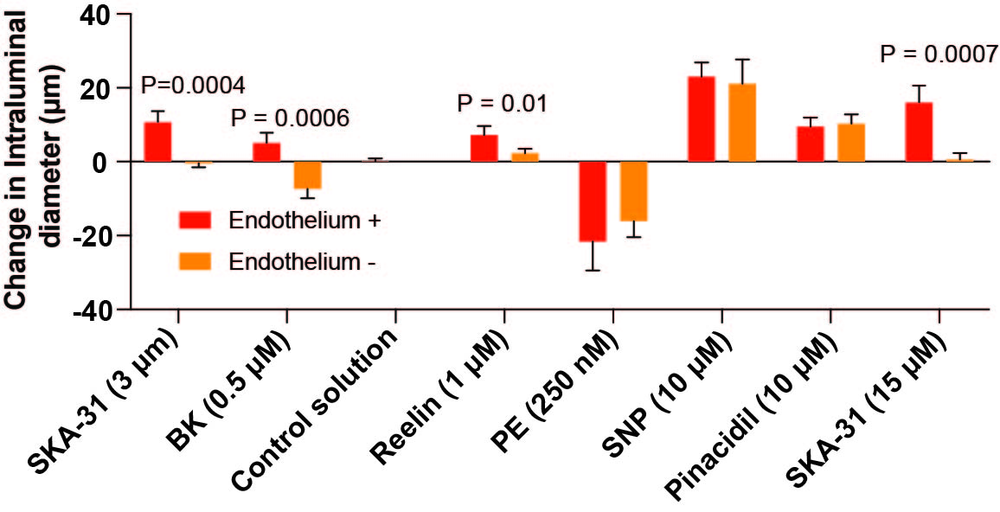 Change in Intraluminal
diameter (μm)
40
20
0
-20
-40
P=0.0004
P = 0.0006
P = 0.01
P = 0.0007
Endothelium +
Endothelium -
SKA-31 (3 μm)
BK (0.5 μM)
Control solution
Reelin (1 μM)
PE (250 nM)
SNP (10 μM)
Pinacidil (10 μM)
SKA-31 (15 μM)